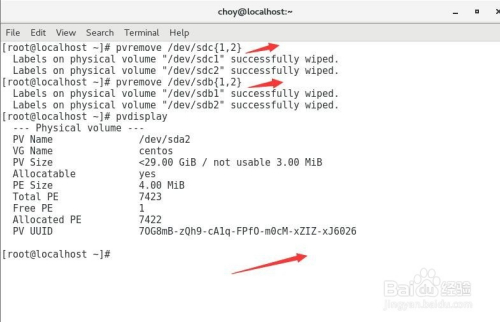 choy@localhost:~
File Edit View Search Terminal Help
[root@localhost ~]# pvremove /dev/sdc{1,2}
Labels on physical volume "/dev/sdc1" successfully wiped.
Labels on physical volume "/dev/sdc2" successfully wiped.
[root@localhost ~]# pvremove /dev/sdb{1,2}
Labels on physical volume "/dev/sdb1" successfully wiped.
Labels on physical volume "/dev/sdb2" successfully wiped.
[root@localhost ~]# pvdisplay
--- Physical volume ---
PV Name /dev/sda2
VG Name centos
PV Size <29.00 GiB / not usable 3.00 MiB
Allocatable yes
PE Size 4.00 MiB
Total PE 7423
Free PE 1
Allocated PE 7422
PV UUID 7OG8mB-zQh9-cA1q-FPfO-m0cM-xZIZ-xJ6026
[root@localhost ~]#
Baidu 经验
jingyan.baidu.com